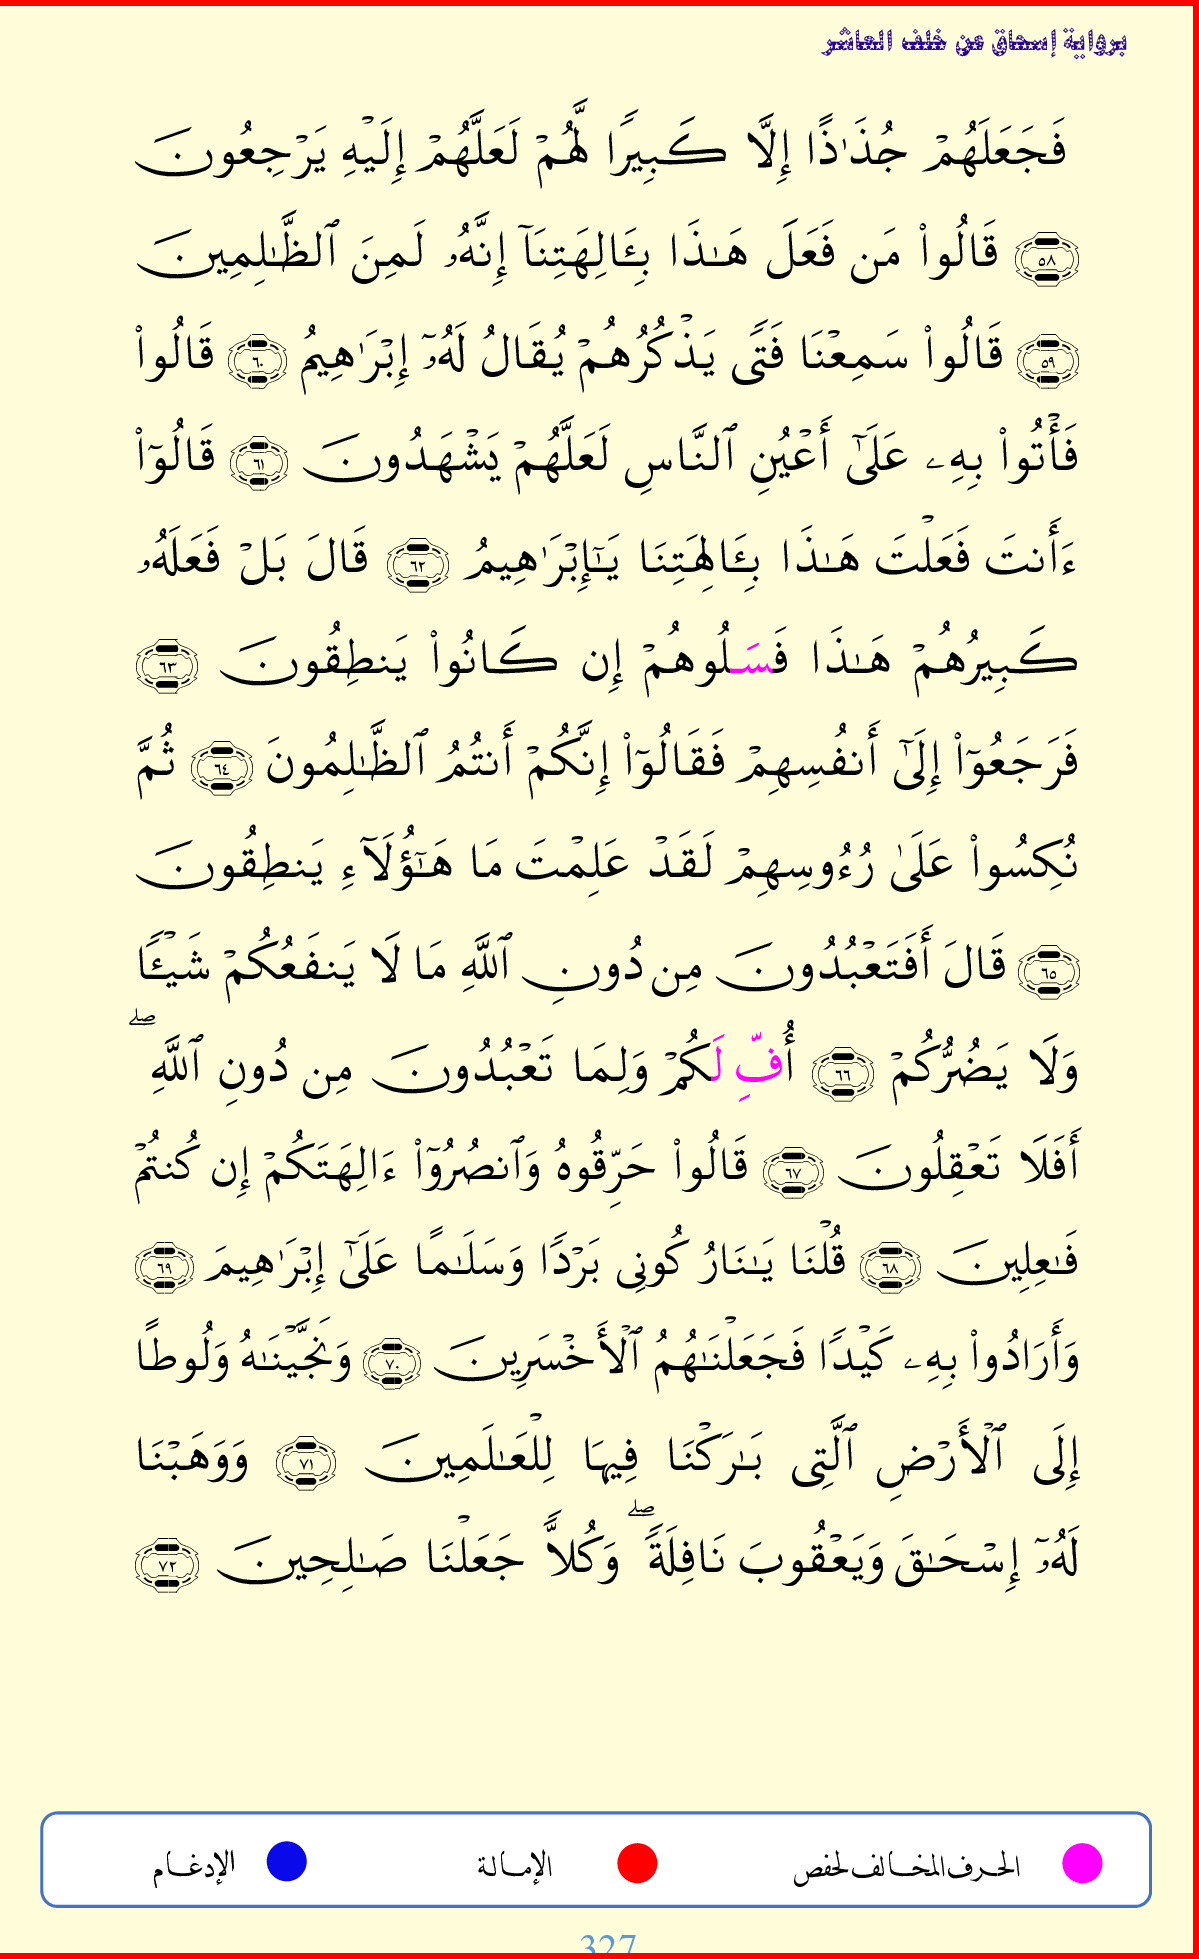 برواية إسحاق عن خلف العاشر
فَجَعَلَهُمْ جُذَٰذًا إِلَّا كَبِيرًا لَّهُمْ لَعَلَّهُمْ إِلَيْهِ يَرْجِعُونَ
٥٨ قَالُوا۟ مَن فَعَلَ هَـٰذَا بِـَٔالِهَتِنَآ إِنَّهُۥ لَمِنَ ٱلظَّـٰلِمِينَ
٥٩ قَالُوا۟ سَمِعْنَا فَتًى يَذْكُرُهُمْ يُقَالُ لَهُۥٓ إِبْرَٰهِيمُ ٦٠ قَالُوا۟
فَأْتُوا۟ بِهِۦ عَلَىٰٓ أَعْيُنِ ٱلنَّاسِ لَعَلَّهُمْ يَشْهَدُونَ ٦١ قَالُوٓا۟
ءَأَنتَ فَعَلْتَ هَـٰذَا بِـَٔالِهَتِنَا يَـٰٓإِبْرَٰهِيمُ ٦٢ قَالَ بَلْ فَعَلَهُۥ
كَبِيرُهُمْ هَـٰذَا فَسَـلُوهُمْ إِن كَانُوا۟ يَنطِقُونَ ٦٣
فَرَجَعُوٓا۟ إِلَىٰٓ أَنفُسِهِمْ فَقَالُوٓا۟ إِنَّكُمْ أَنتُمُ ٱلظَّـٰلِمُونَ ٦٤ ثُمَّ
نُكِسُوا۟ عَلَىٰ رُءُوسِهِمْ لَقَدْ عَلِمْتَ مَا هَـٰٓؤُلَآءِ يَنطِقُونَ
٦٥ قَالَ أَفَتَعْبُدُونَ مِن دُونِ ٱللَّهِ مَا لَا يَنفَعُكُمْ شَيْـًٔا
وَلَا يَضُرُّكُمْ ٦٦ أُفِّ لَكُمْ وَلِمَا تَعْبُدُونَ مِن دُونِ ٱللَّهِ ۖ
أَفَلَا تَعْقِلُونَ ٦٧ قَالُوا۟ حَرِّقُوهُ وَٱنصُرُوٓا۟ ءَالِهَتَكُمْ إِن كُنتُمْ
فَـٰعِلِينَ ٦٨ قُلْنَا يَـٰنَارُ كُونِى بَرْدًا وَسَلَـٰمًا عَلَىٰٓ إِبْرَٰهِيمَ ٦٩
وَأَرَادُوا۟ بِهِۦ كَيْدًا فَجَعَلْنَـٰهُمُ ٱلْأَخْسَرِينَ ٧٠ وَنَجَّيْنَـٰهُ وَلُوطًا
إِلَى ٱلْأَرْضِ ٱلَّتِى بَـٰرَكْنَا فِيهَا لِلْعَـٰلَمِينَ ٧١ وَوَهَبْنَا
لَهُۥٓ إِسْحَـٰقَ وَيَعْقُوبَ نَافِلَةً ۖ وَكُلًّا جَعَلْنَا صَـٰلِحِينَ ٧٢
الحرف المخالف لحفص الإمالة الإدغام
327